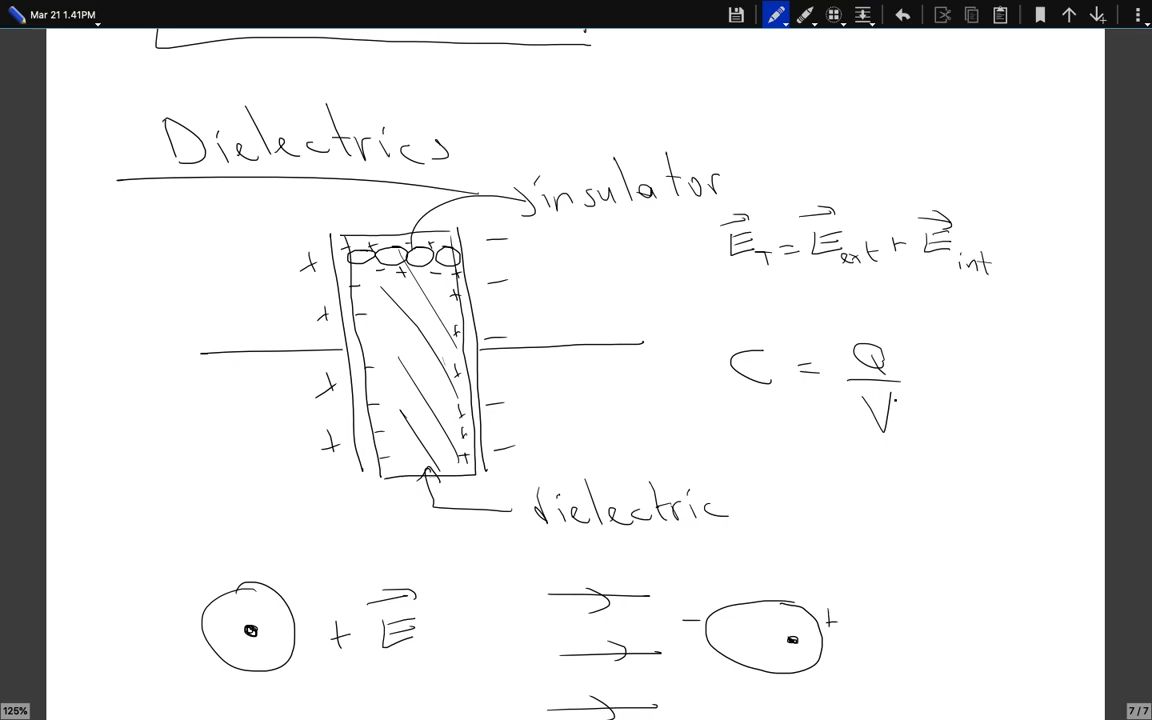 Mar 21 1.41PM
Dielectrics
insulator
E_T = E_ext + E_int
C = Q/V
dielectric
+ E
- +
125%
7 / 7